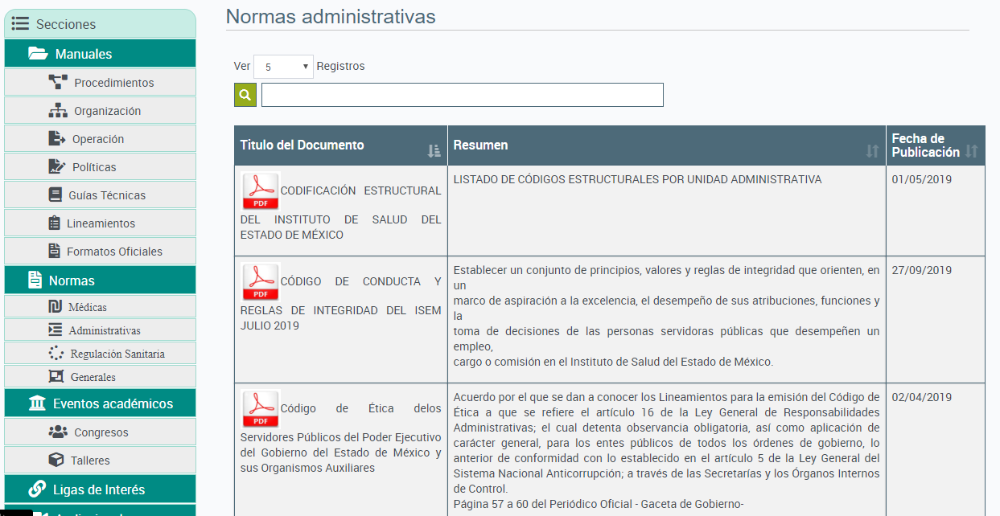 Secciones
Manuales
Procedimientos
Organización
Operación
Políticas
Guías Técnicas
Lineamientos
Formatos Oficiales
Normas
Médicas
Administrativas
Regulación Sanitaria
Generales
Eventos académicos
Congresos
Talleres
Ligas de Interés
Normas administrativas
Ver 5 Registros
Titulo del Documento
Resumen
Fecha de
Publicación
PDF
CODIFICACIÓN ESTRUCTURAL
DEL INSTITUTO DE SALUD DEL
ESTADO DE MÉXICO
LISTADO DE CÓDIGOS ESTRUCTURALES POR UNIDAD ADMINISTRATIVA
01/05/2019
PDF
CÓDIGO DE CONDUCTA Y
REGLAS DE INTEGRIDAD DEL ISEM
JULIO 2019
Establecer un conjunto de principios, valores y reglas de integridad que orienten, en
un
marco de aspiración a la excelencia, el desempeño de sus atribuciones, funciones y
la
toma de decisiones de las personas servidoras públicas que desempeñen un
empleo,
cargo o comisión en el Instituto de Salud del Estado de México.
27/09/2019
PDF
Código de Ética delos
Servidores Públicos del Poder Ejecutivo
del Gobierno del Estado de México y
sus Organismos Auxiliares
Acuerdo por el que se dan a conocer los Lineamientos para la emisión del Código de
Ética a que se refiere el artículo 16 de la Ley General de Responsabilidades
Administrativas; el cual detenta observancia obligatoria, así como aplicación de
carácter general, para los entes públicos de todos los órdenes de gobierno, lo
anterior de conformidad con lo establecido en el artículo 5 de la Ley General del
Sistema Nacional Anticorrupción; a través de las Secretarías y los Órganos Internos
de Control.
Página 57 a 60 del Periódico Oficial - Gaceta de Gobierno-
02/04/2019